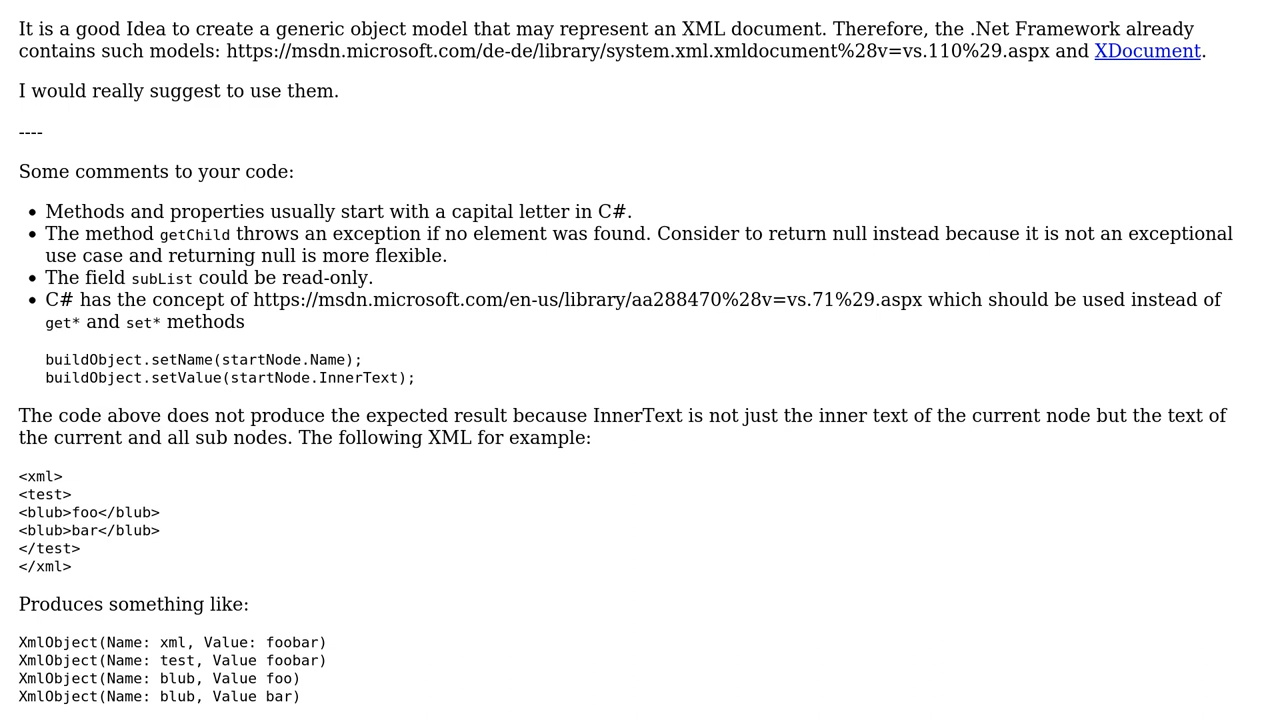 It is a good Idea to create a generic object model that may represent an XML document. Therefore, the .Net Framework already
contains such models: https://msdn.microsoft.com/de-de/library/system.xml.xmldocument%28v=vs.110%29.aspx and XDocument.
I would really suggest to use them.
----
Some comments to your code:
• Methods and properties usually start with a capital letter in C#.
• The method getChild throws an exception if no element was found. Consider to return null instead because it is not an exceptional
use case and returning null is more flexible.
• The field subList could be read-only.
• C# has the concept of https://msdn.microsoft.com/en-us/library/aa288470%28v=vs.71%29.aspx which should be used instead of
get* and set* methods
buildObject.setName(startNode.Name);
buildObject.setValue(startNode.InnerText);
The code above does not produce the expected result because InnerText is not just the inner text of the current node but the text of
the current and all sub nodes. The following XML for example:
<xml>
<test>
<blub>foo</blub>
<blub>bar</blub>
</test>
</xml>
Produces something like:
XmlObject(Name: xml, Value: foobar)
XmlObject(Name: test, Value foobar)
XmlObject(Name: blub, Value foo)
XmlObject(Name: blub, Value bar)